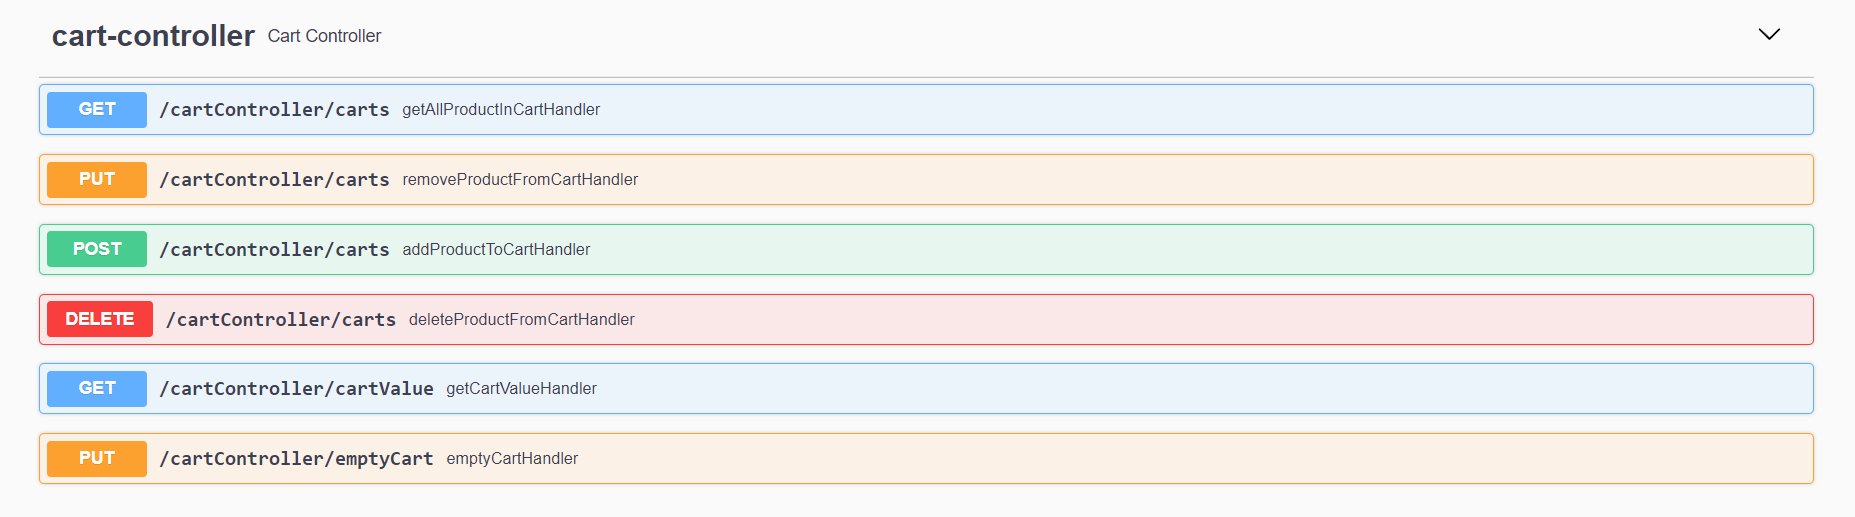 cart-controller Cart Controller
GET /cartController/carts getAllProductInCartHandler
PUT /cartController/carts removeProductFromCartHandler
POST /cartController/carts addProductToCartHandler
DELETE /cartController/carts deleteProductFromCartHandler
GET /cartController/cartValue getCartValueHandler
PUT /cartController/emptyCart emptyCartHandler